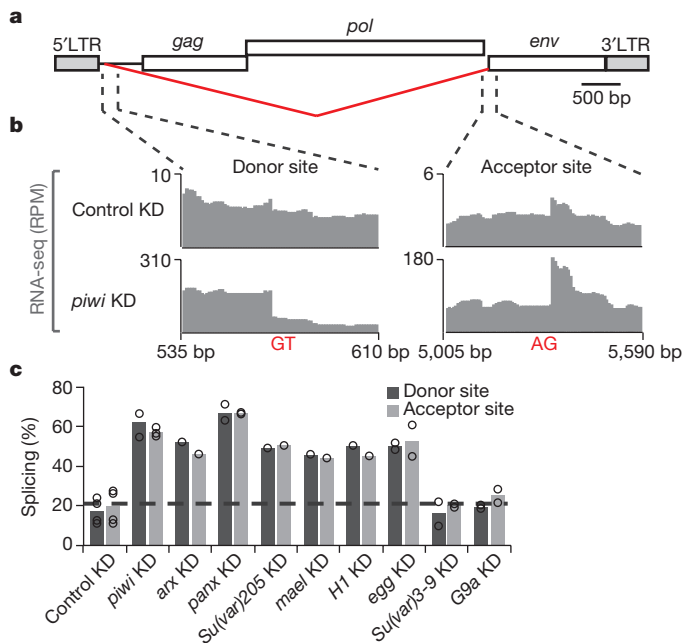 a
5′LTR gag pol env 3′LTR
500 bp
b
Donor site Acceptor site
RNA-seq (RPM)
Control KD 10 6
piwi KD 310 180
535 bp GT 610 bp 5,005 bp AG 5,590 bp
c
Donor site
Acceptor site
Splicing (%)
80
60
40
20
0
Control KD
piwi KD
arx KD
panx KD
Su(var)205 KD
mael KD
H1 KD
egg KD
Su(var)3-9 KD
G9a KD